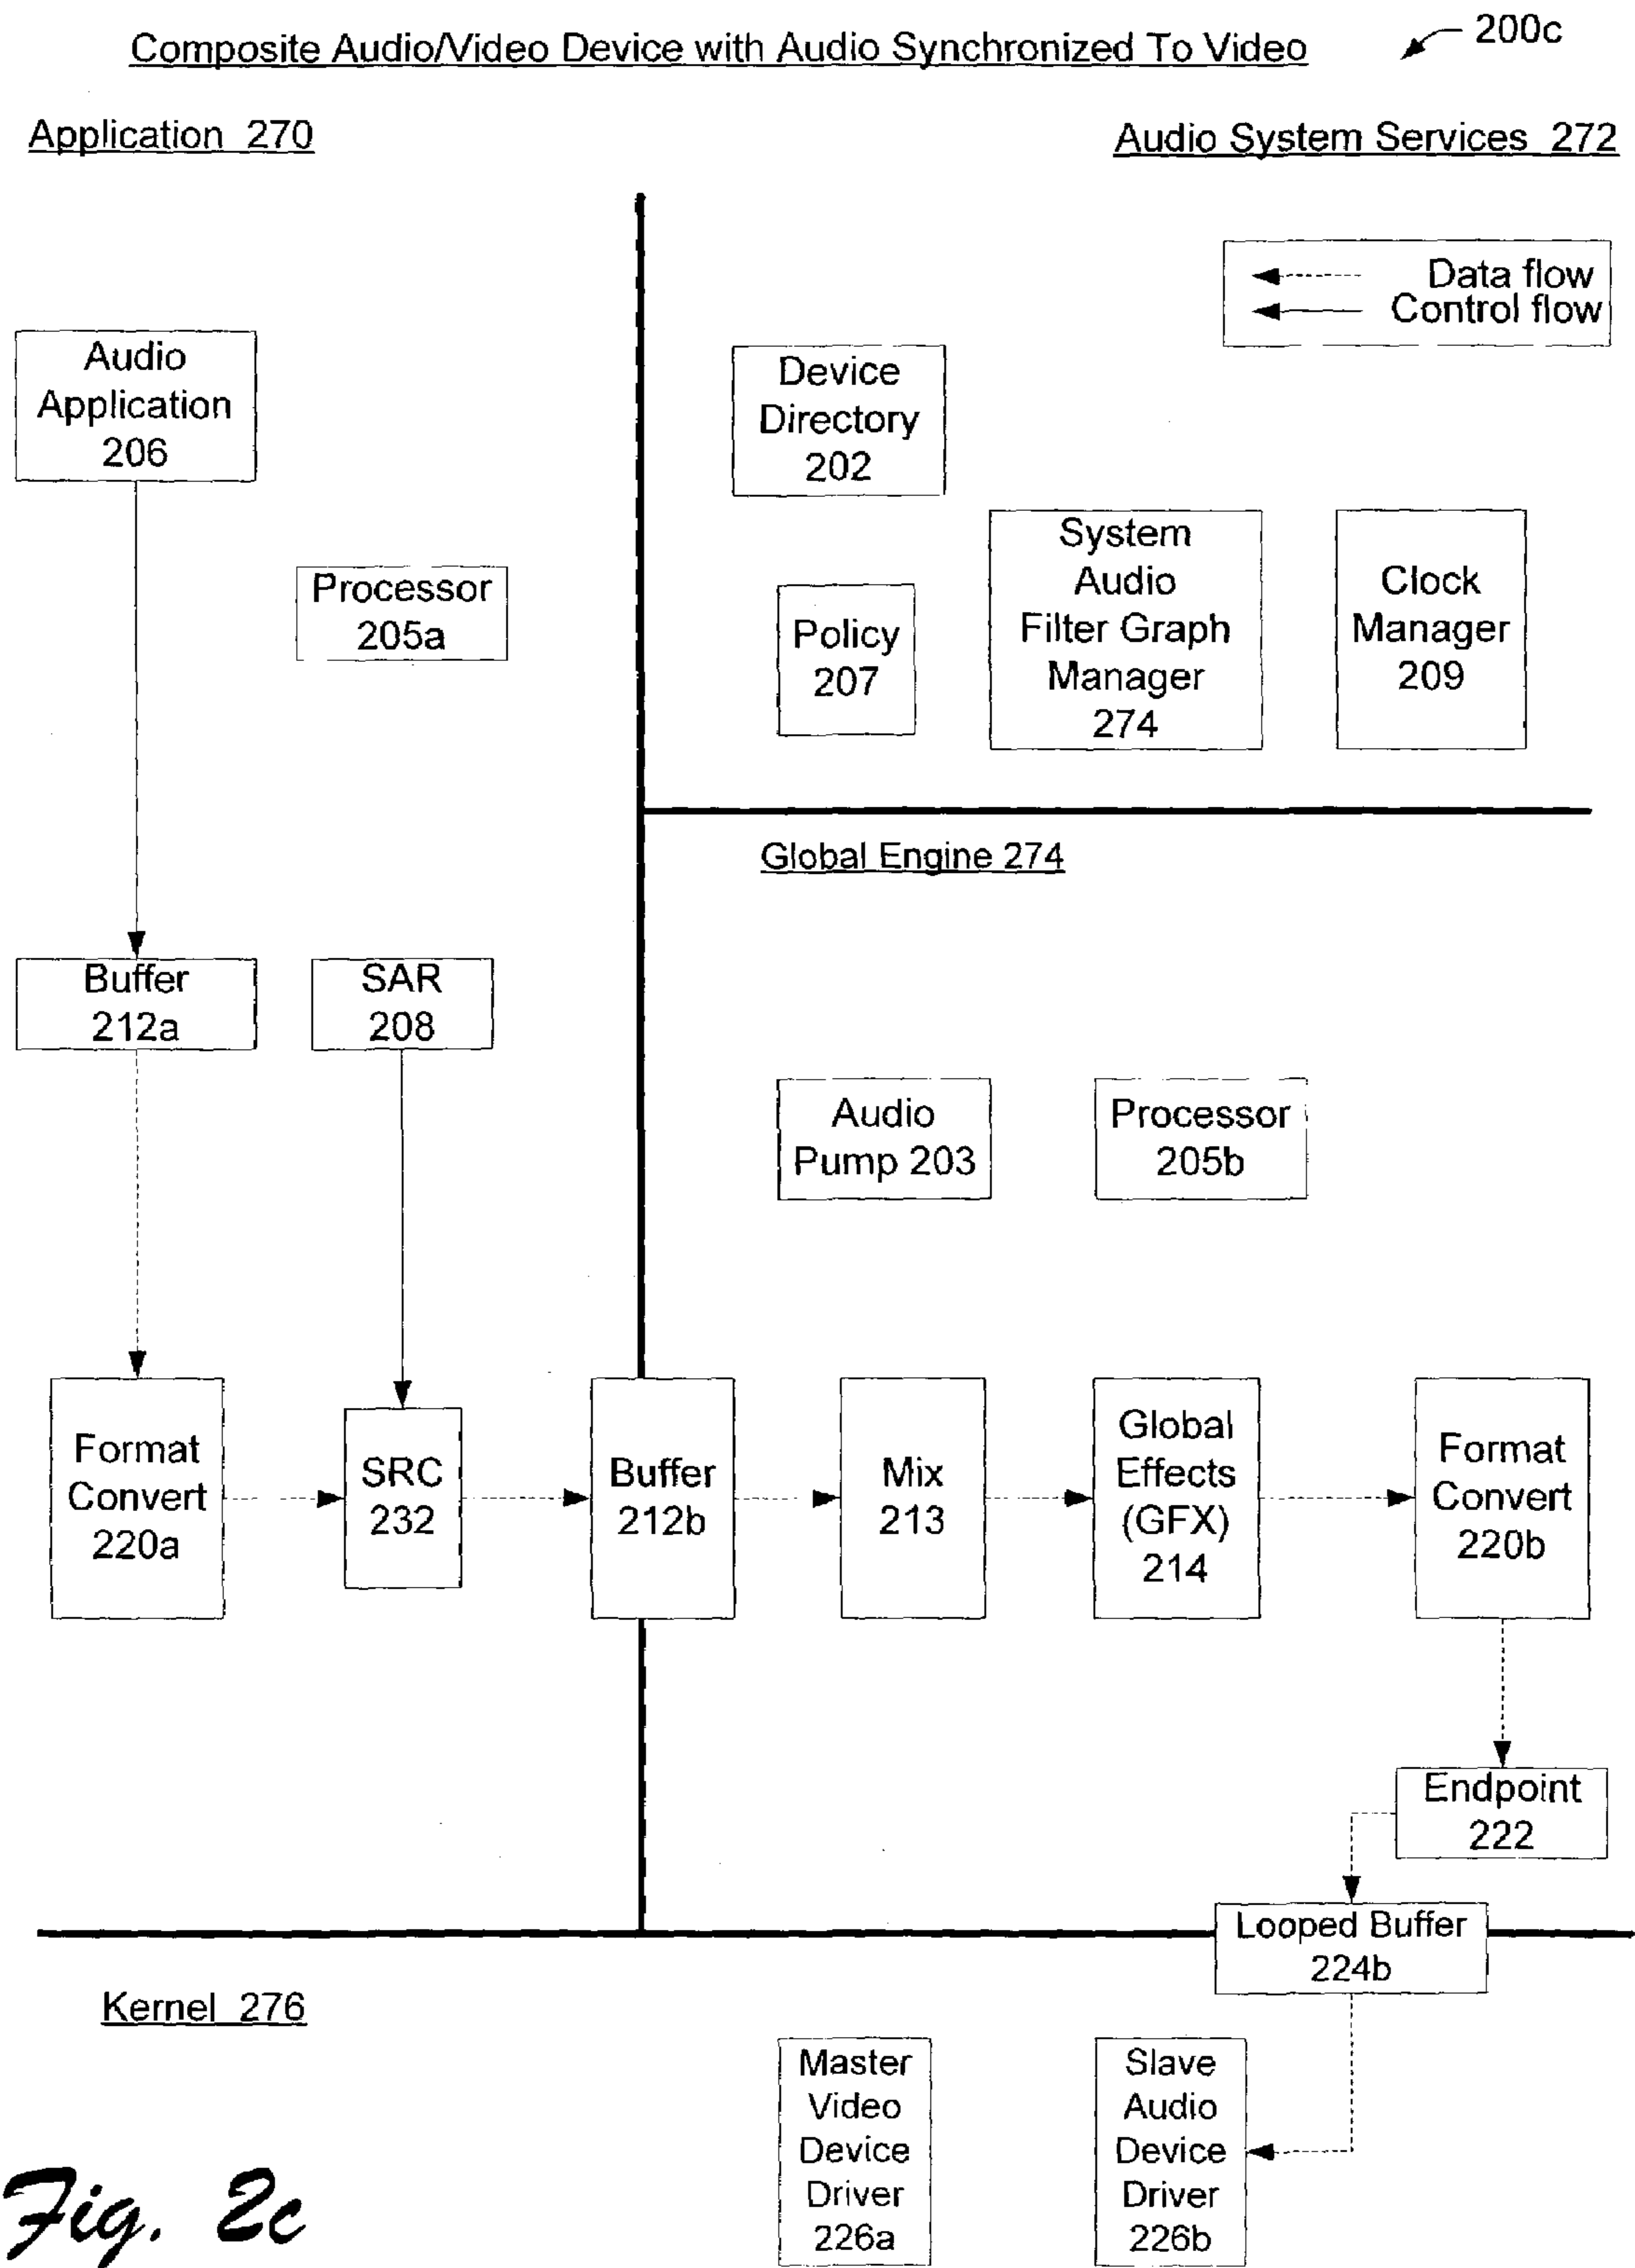 Composite Audio/Video Device with Audio Synchronized To Video
200c
Application 270
Audio System Services 272
Data flow
Control flow
Audio
Application
206
Device
Directory
202
Processor
205a
Policy
207
System
Audio
Filter Graph
Manager
274
Clock
Manager
209
Global Engine 274
Buffer
212a
SAR
208
Audio
Pump 203
Processor
205b
Format
Convert
220a
SRC
232
Buffer
212b
Mix
213
Global
Effects
(GFX)
214
Format
Convert
220b
Endpoint
222
Looped Buffer
224b
Kernel 276
Master
Video
Device
Driver
226a
Slave
Audio
Device
Driver
226b
Fig. 2c